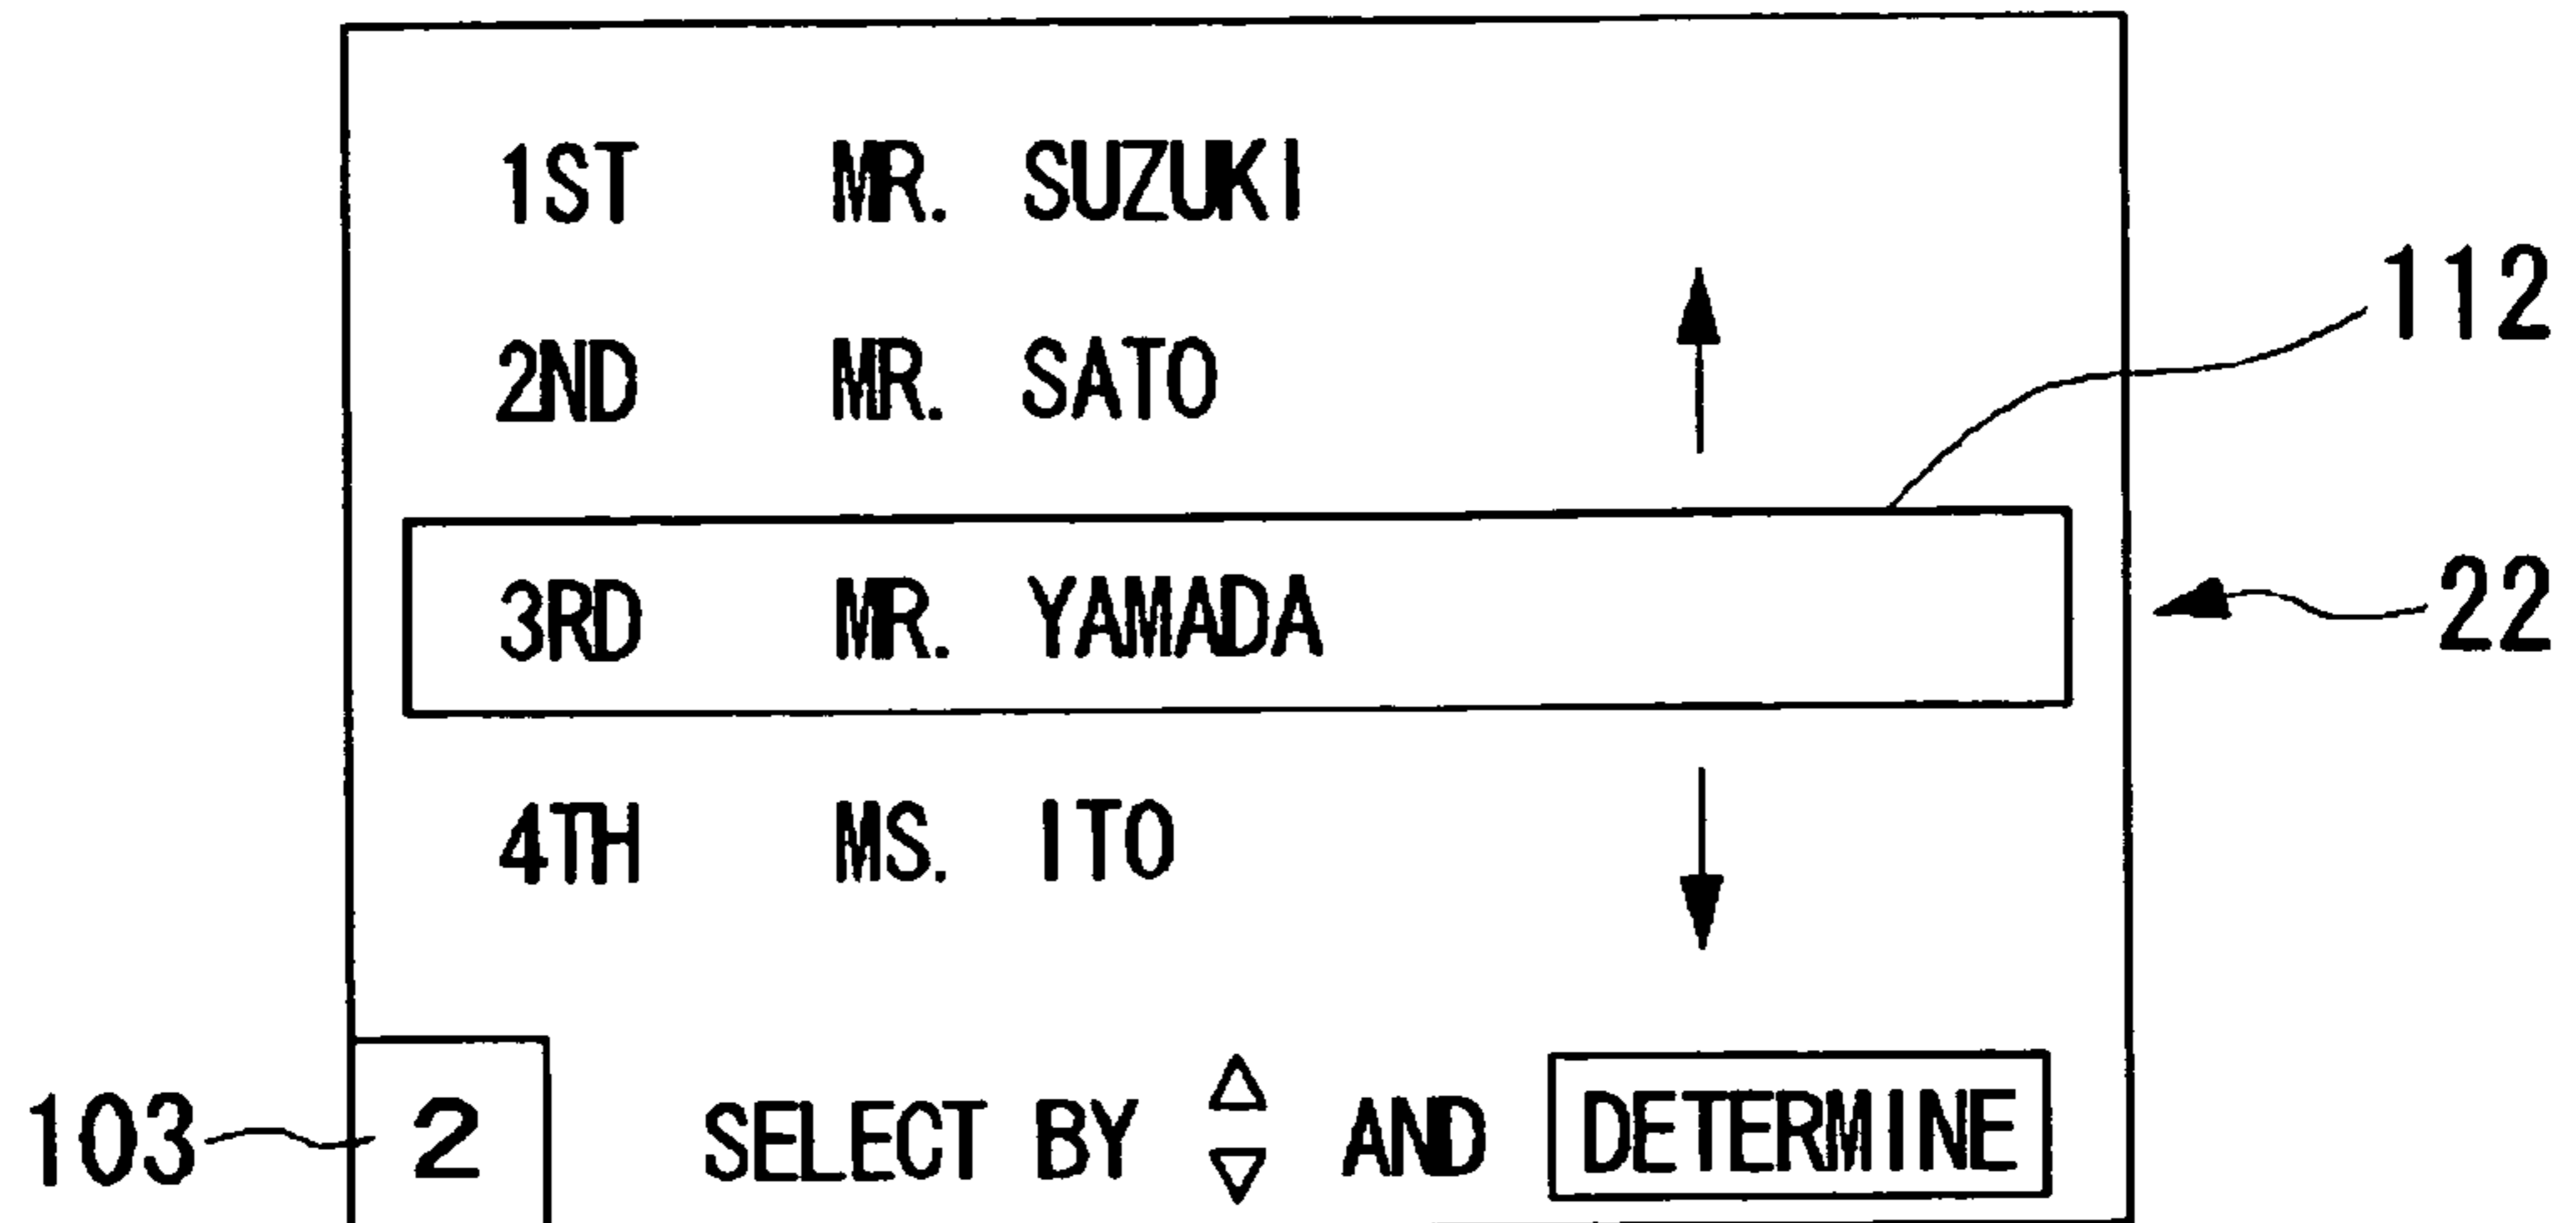 1ST MR. SUZUKI
2ND MR. SATO
112
3RD MR. YAMADA
22
4TH MS. ITO
103 2 SELECT BY △▽ AND DETERMINE